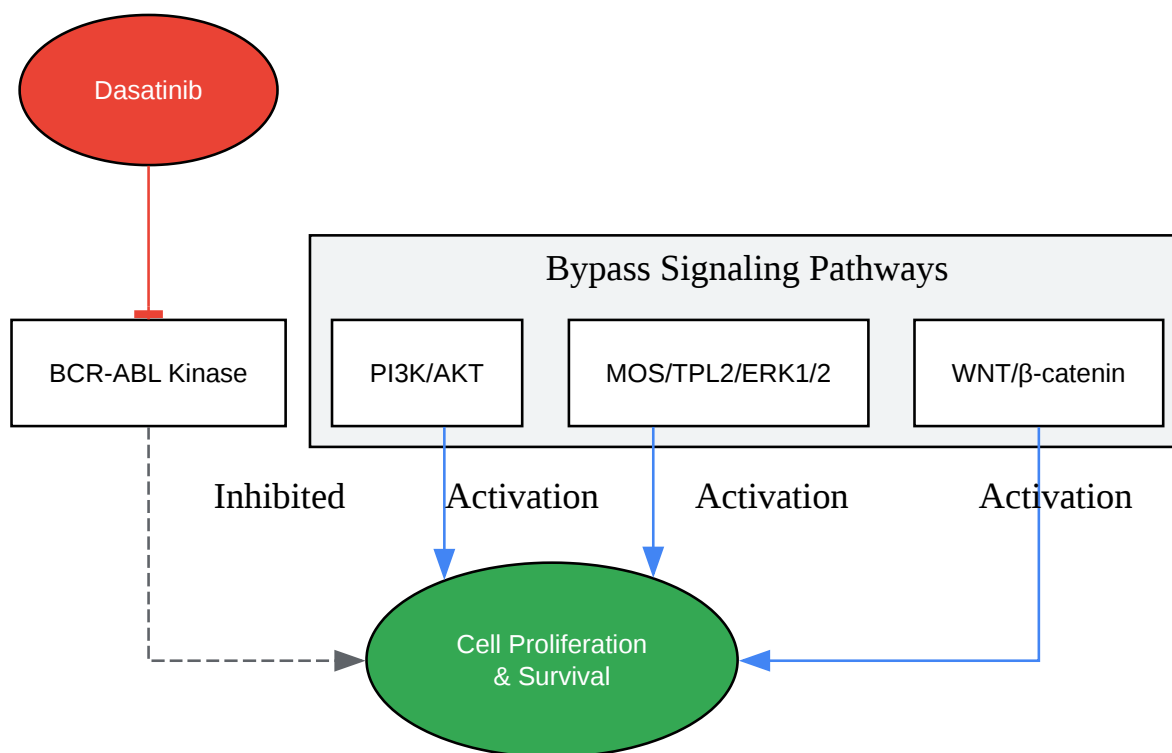 Dasatinib
Bypass Signaling Pathways
BCR-ABL Kinase
PI3K/AKT
MOS/TPL2/ERK1/2
WNT/β-catenin
Inhibited
Activation
Activation
Activation
Cell Proliferation
& Survival